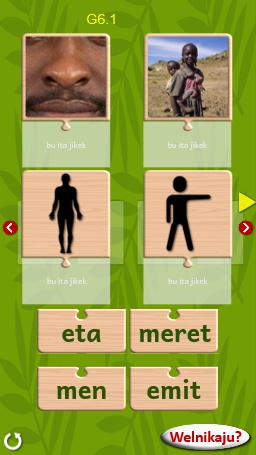 G6.1
bu ita jikek
bu ita jikek
bu ita jikek
bu ita jikek
eta
meret
men
emit
Welnikaju?